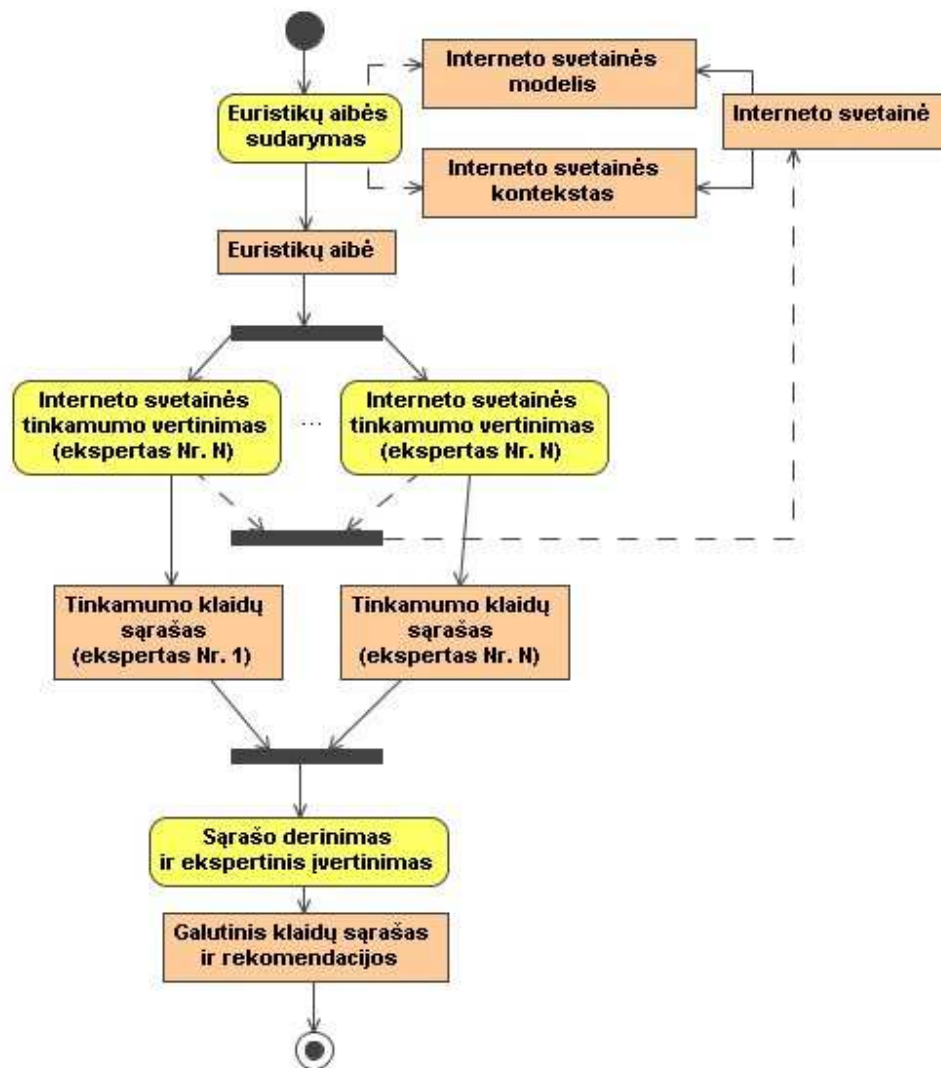 Interneto svetainės
modelis
Euristikų aibės
sudarymas
Interneto svetainė
Interneto svetainės
kontekstas
Euristikų aibė
Interneto svetainės
tinkamumo vertinimas
(ekspertas Nr. N)
...
Interneto svetainės
tinkamumo vertinimas
(ekspertas Nr. N)
Tinkamumo klaidų
sąrašas
(ekspertas Nr. 1)
Tinkamumo klaidų
sąrašas
(ekspertas Nr. N)
Sąrašo derinimas
ir ekspertinis įvertinimas
Galutinis klaidų sąrašas
ir rekomendacijos